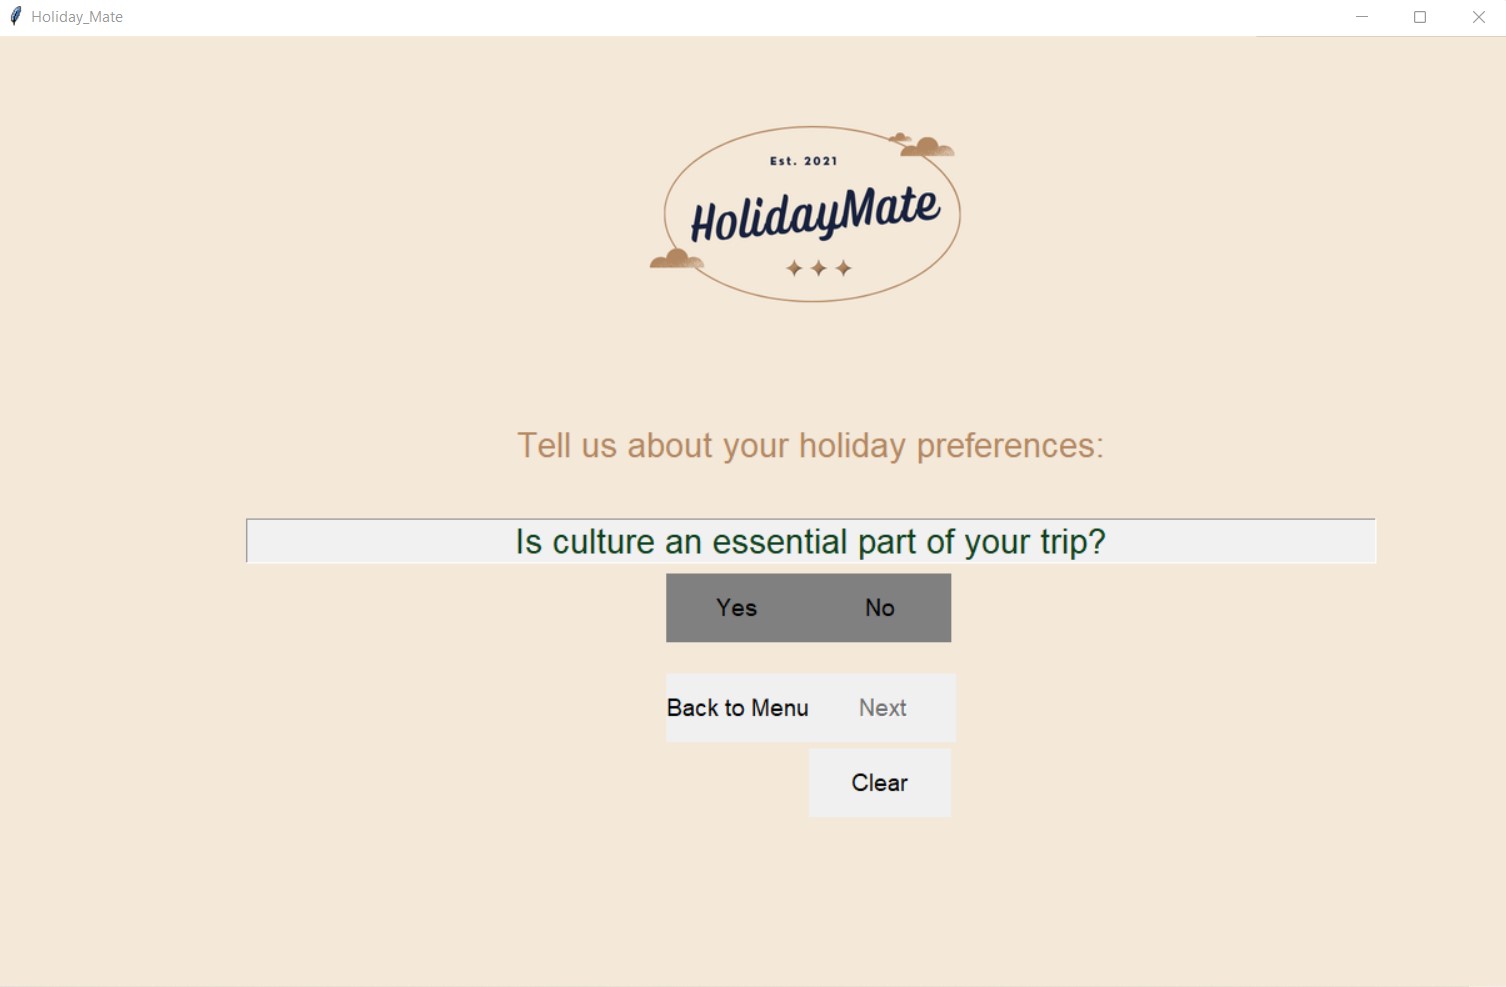 Holiday_Mate
Est. 2021
HolidayMate
Tell us about your holiday preferences:
Is culture an essential part of your trip?
Yes No
Back to Menu Next
Clear